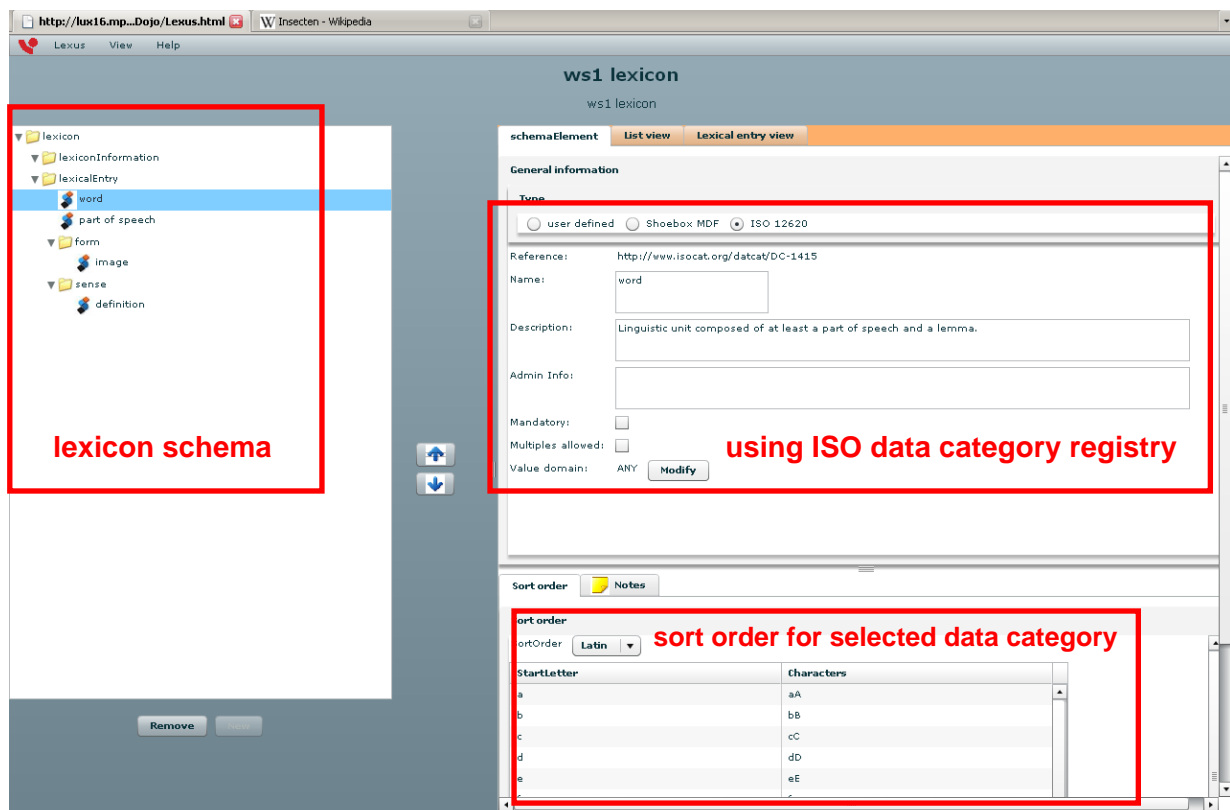 http://lux16.mp...Dojo/Lexus.html
W Insecten - Wikipedia
Lexus View Help
ws1 lexicon
ws1 lexicon
lexicon
lexiconInformation
lexicalEntry
word
part of speech
form
image
sense
definition
lexicon schema
Remove New
schemaElement List view Lexical entry view
General information
Type
user defined Shoebox MDF ISO 12620
Reference: http://www.isocat.org/datcat/DC-1415
Name: word
Description: Linguistic unit composed of at least a part of speech and a lemma.
Admin Info:
Mandatory:
Multiples allowed:
Value domain: ANY Modify
using ISO data category registry
Sort order Notes
Sort order
SortOrder Latin
sort order for selected data category
StartLetter Characters
a aA
b bB
c cC
d dD
e eE